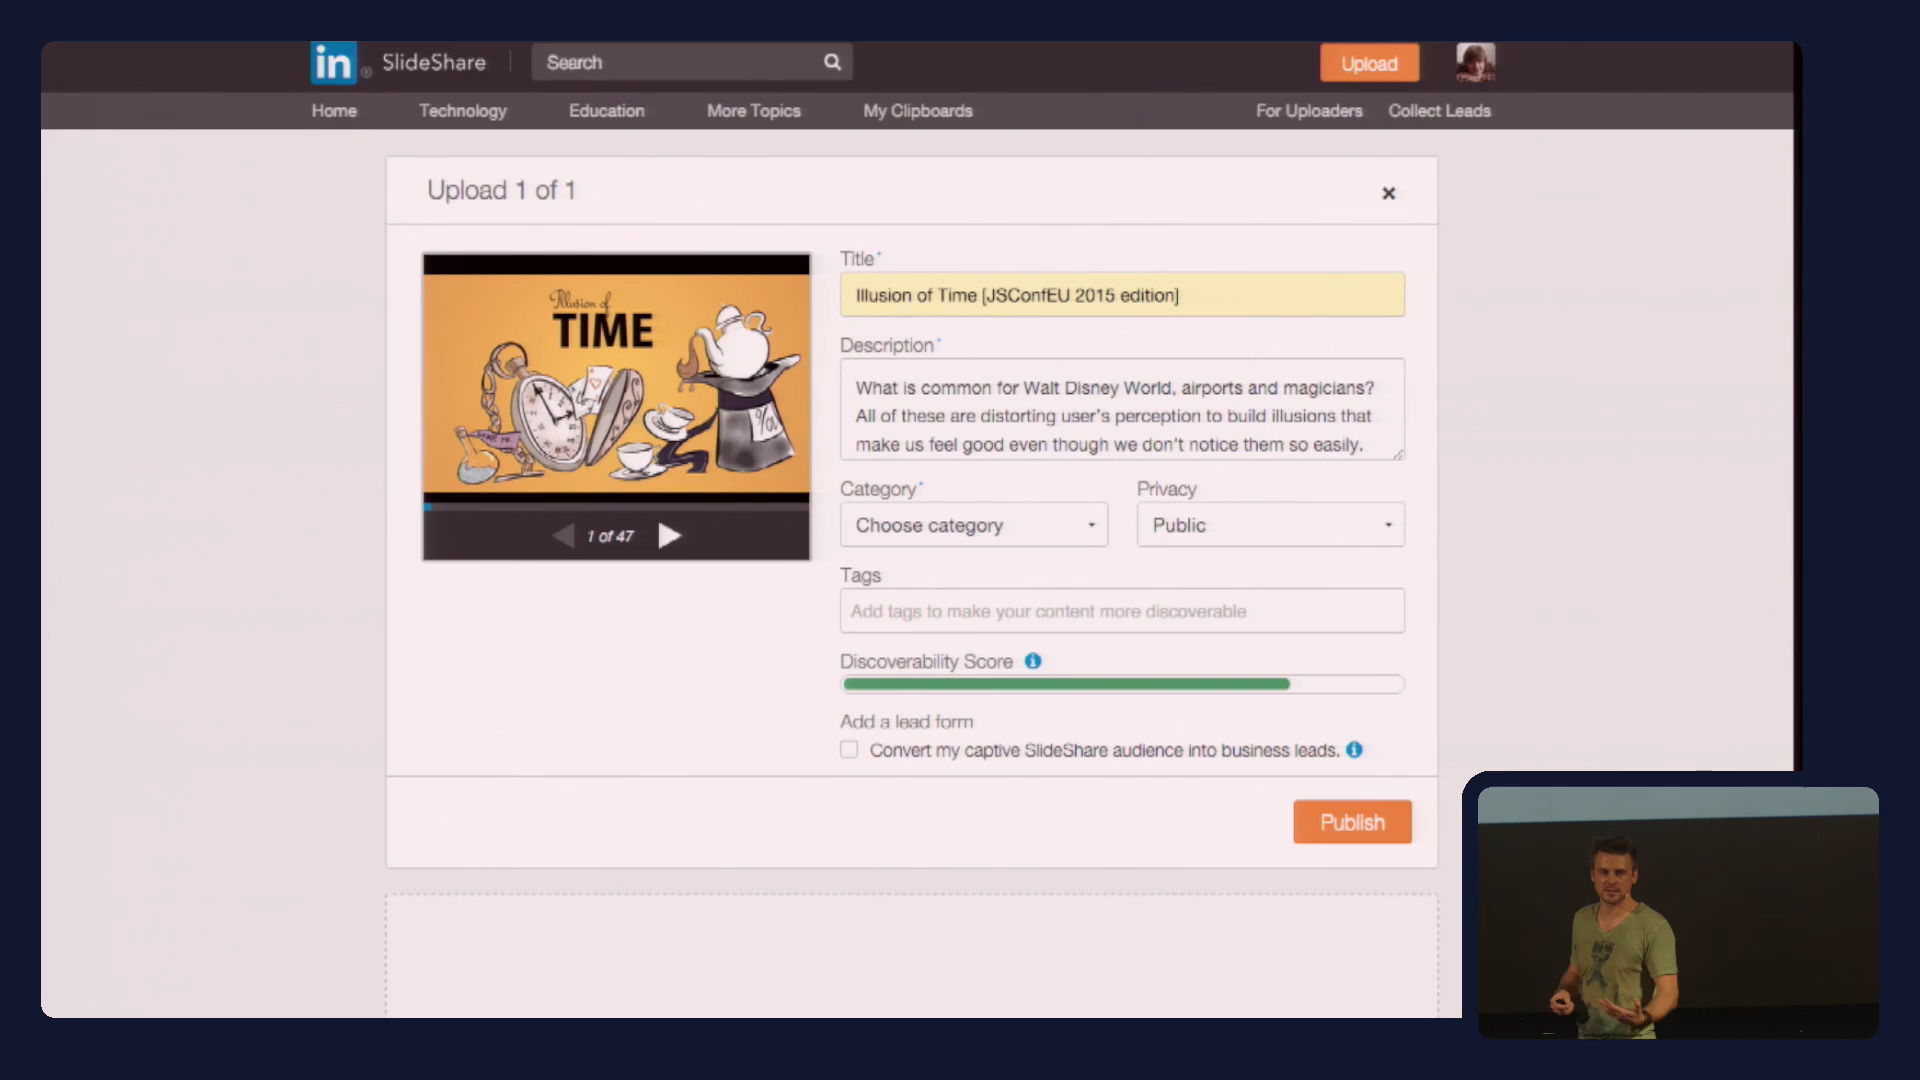 in® SlideShare
Search
Upload
Home
Technology
Education
More Topics
My Clipboards
For Uploaders
Collect Leads
Upload 1 of 1
×
Illusion of
TIME
1 of 47
Title*
Illusion of Time [JSConfEU 2015 edition]
Description*
What is common for Walt Disney World, airports and magicians?
All of these are distorting user's perception to build illusions that
make us feel good even though we don't notice them so easily.
Category*
Privacy
Choose category
Public
Tags
Add tags to make your content more discoverable
Discoverability Score
Add a lead form
Convert my captive SlideShare audience into business leads.
Publish